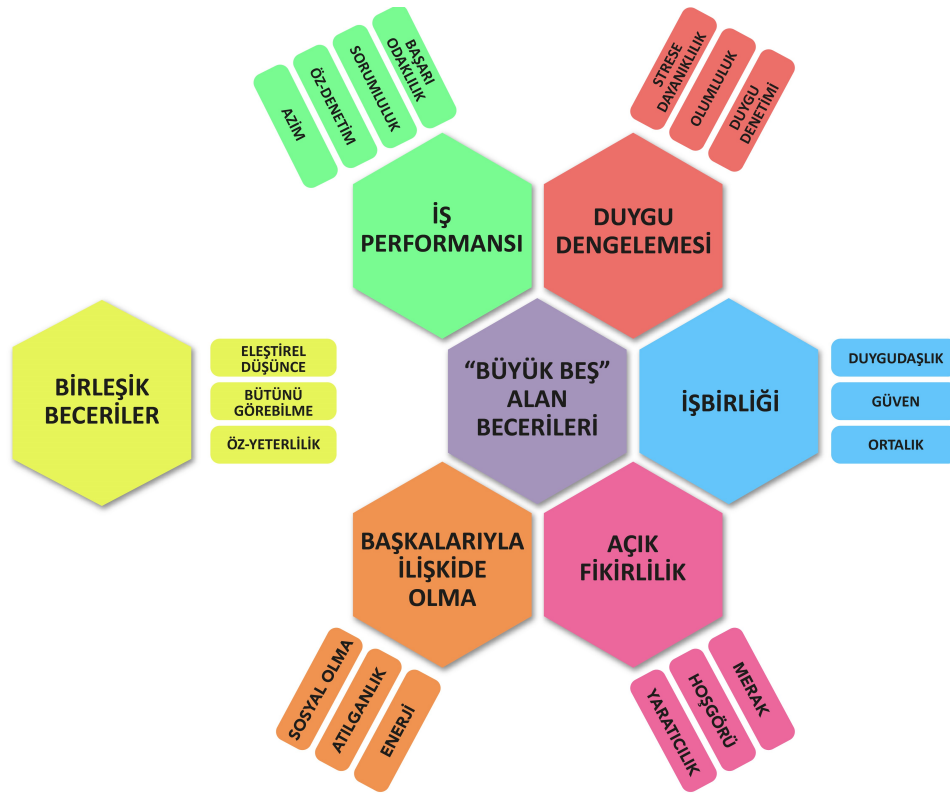 AZİM
ÖZ-DENETİM
SORUMLULUK
BAŞARI
ODAKLILIK
STRESE
DAYANIKLILIK
OLUMLULUK
DUYGU
DENETİMİ
İŞ
PERFORMANSI
DUYGU
DENGELEMESİ
BİRLEŞİK
BECERİLER
ELEŞTİREL
DÜŞÜNCE
BÜTÜNÜ
GÖREBİLME
ÖZ-YETERLİLİK
“BÜYÜK BEŞ”
ALAN
BECERİLERİ
İŞBİRLİĞİ
DUYGUDAŞLIK
GÜVEN
ORTALIK
BAŞKALARIYLA
İLİŞKİDE
OLMA
AÇIK
FİKİRLİLİK
SOSYAL OLMA
ATILGANLIK
ENERJİ
YARATICILIK
HOŞGÖRÜ
MERAK